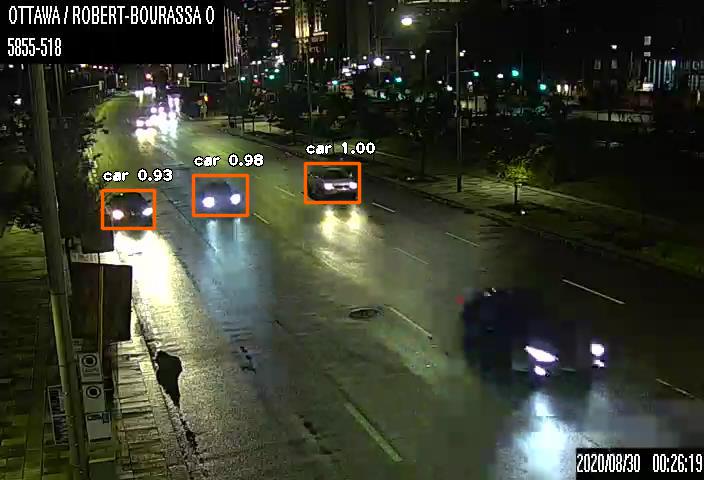 OTTAWA / ROBERT-BOURASSA O
5855-518
car 0.93
car 0.98
car 1.00
2020/08/30 00:26:19